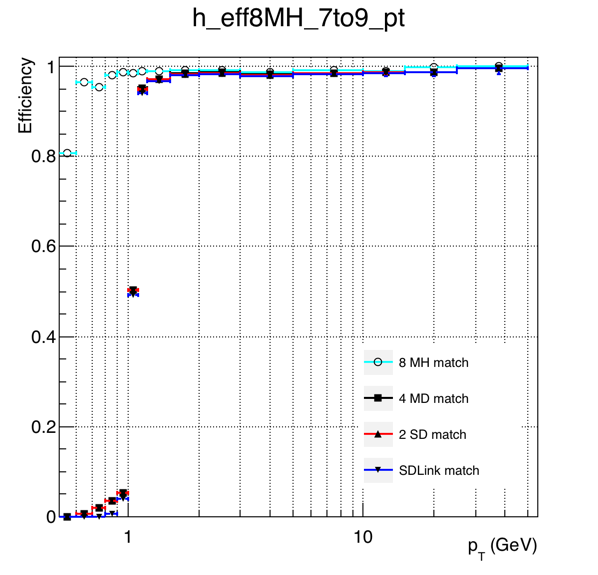 h_eff8MH_7to9_pt
Efficiency
1
0.8
0.6
0.4
0.2
0
8 MH match
4 MD match
2 SD match
SDLink match
1 10
p_T (GeV)